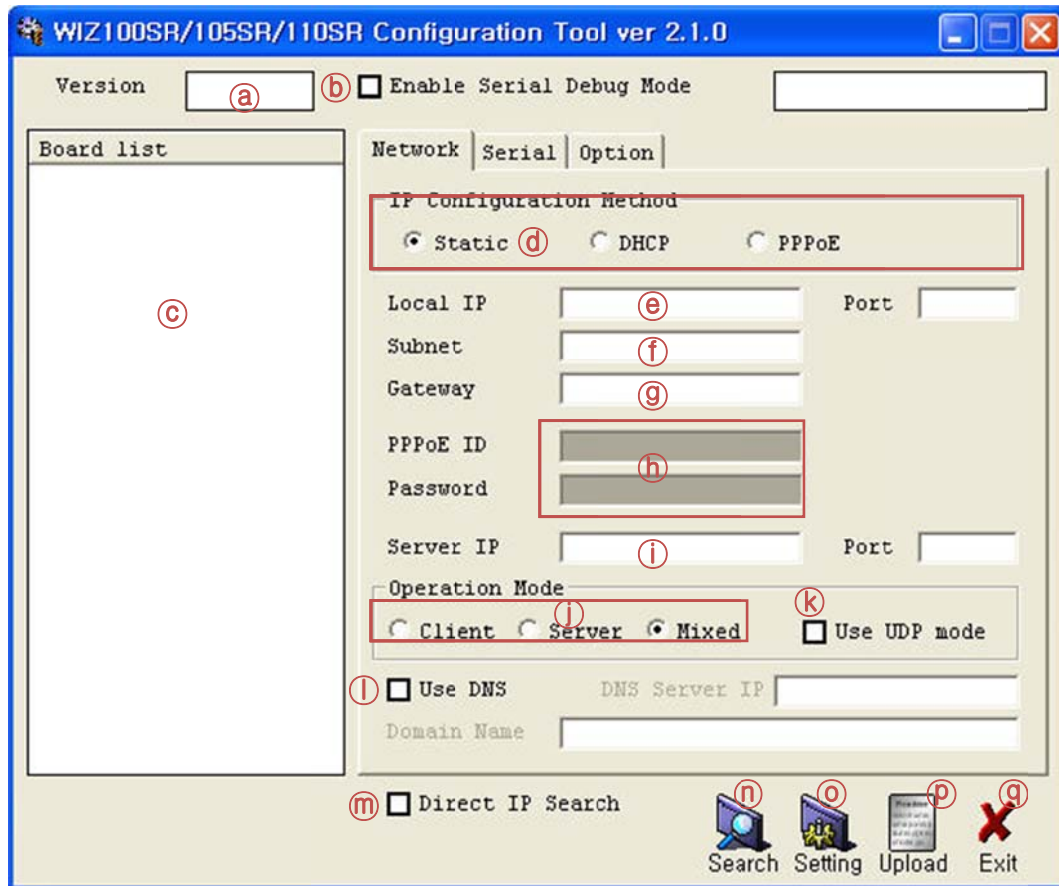 WIZ100SR/105SR/110SR Configuration Tool ver 2.1.0
Version ⓐ ⓑ Enable Serial Debug Mode
Board list
Network Serial Option
IP Configuration Method
Static ⓓ DHCP PPPoE
ⓒ
Local IP ⓔ Port
Subnet ⓕ
Gateway ⓖ
PPPoE ID
ⓗ
Password
Server IP ⓘ Port
Operation Mode
ⓙ ⓚ
Client Server Mixed Use UDP mode
ⓛ Use DNS DNS Server IP
Domain Name
ⓜ Direct IP Search
ⓝ ⓞ ⓟ ⓠ
Search Setting Upload Exit